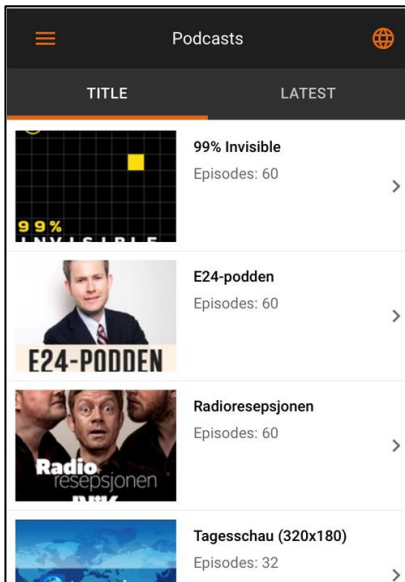 Podcasts
TITLE
LATEST
99%
INVISIBLE
99% Invisible
Episodes: 60
E24-PODDEN
E24-podden
Episodes: 60
Radio
resepsjonen
Radioresepsjonen
Episodes: 60
Tagesschau (320x180)
Episodes: 32